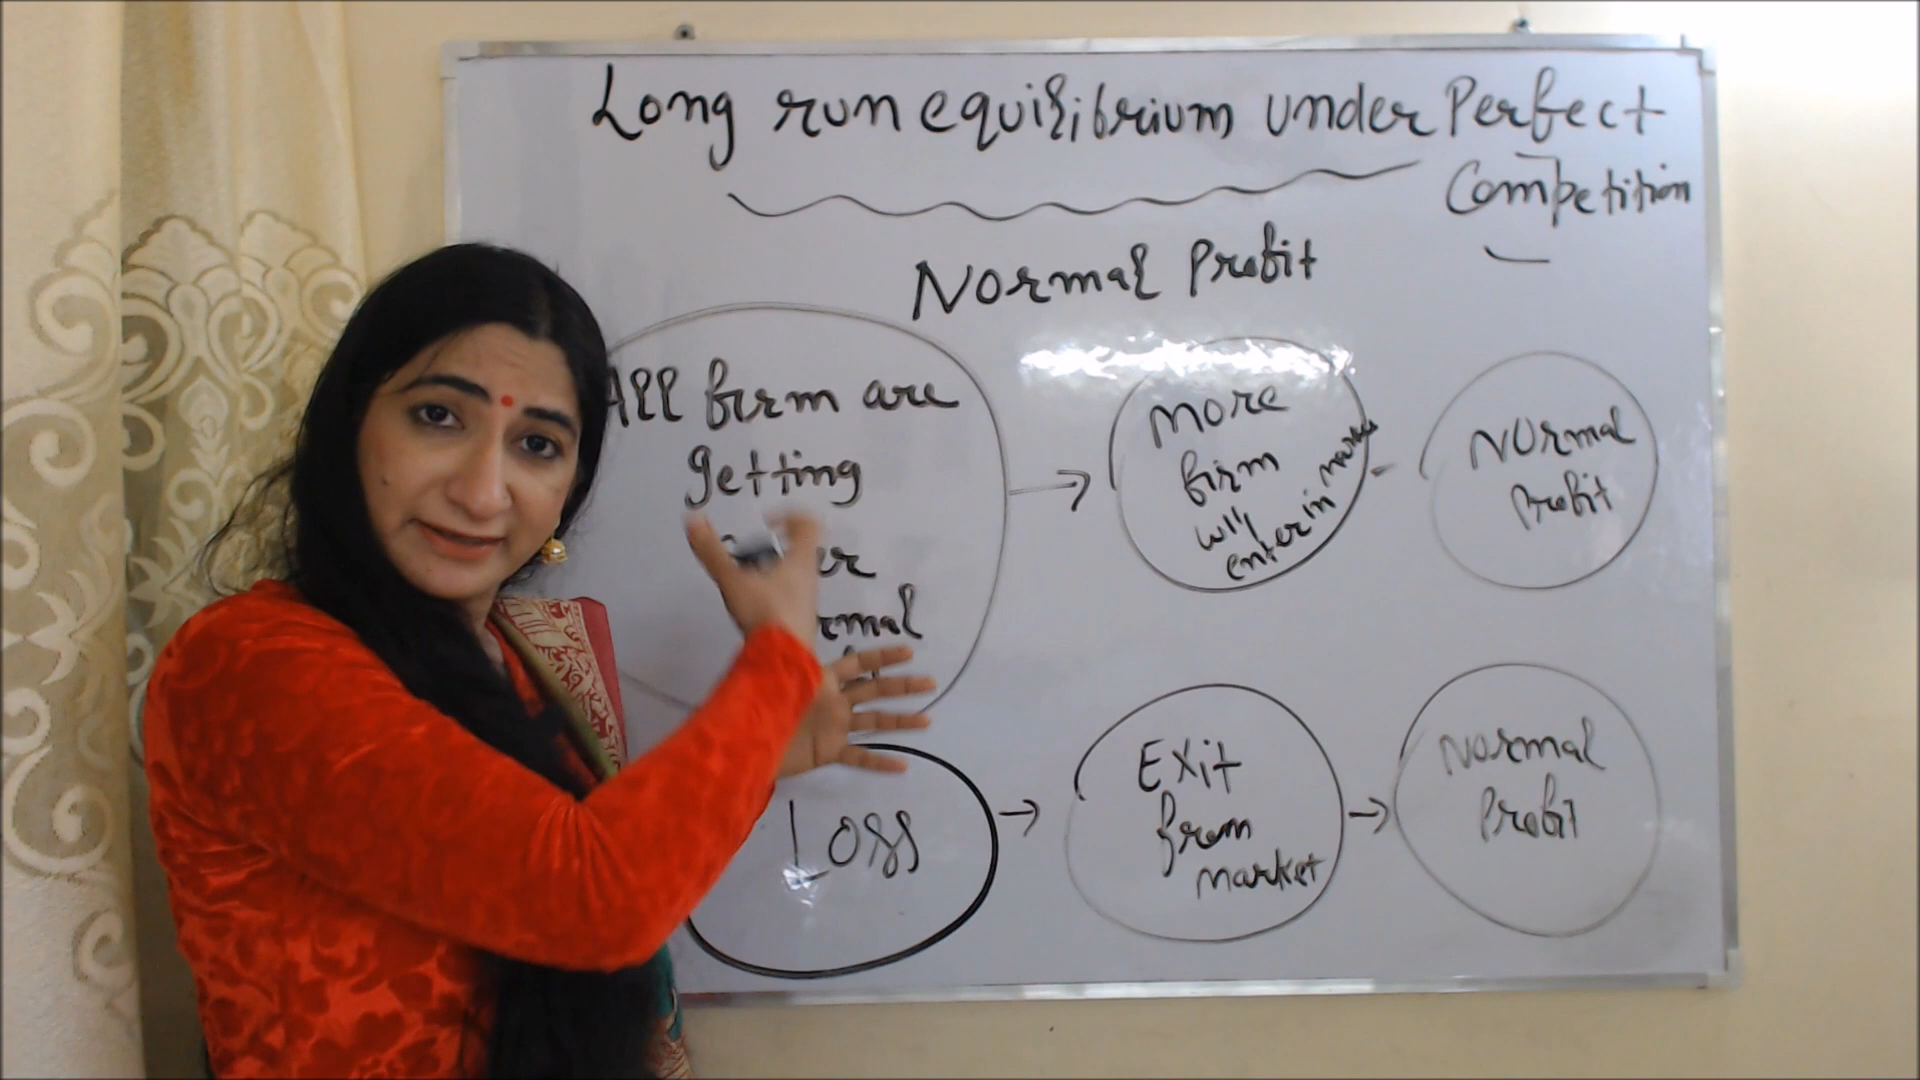 Long run equilibrium under Perfect
Competition
Normal Profit
All firm are
getting
More
firm
will
enter in market
Normal
Profit
Loss
Exit
from
market
Normal
Profit